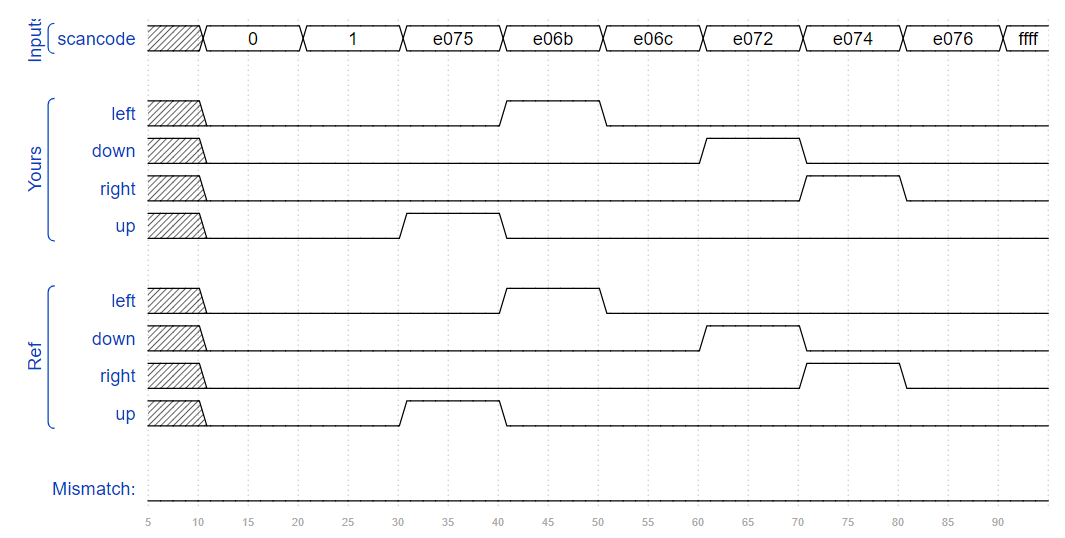 Inputs
scancode 0 1 e075 e06b e06c e072 e074 e076 ffff
Yours
left
down
right
up
Ref
left
down
right
up
Mismatch:
5 10 15 20 25 30 35 40 45 50 55 60 65 70 75 80 85 90